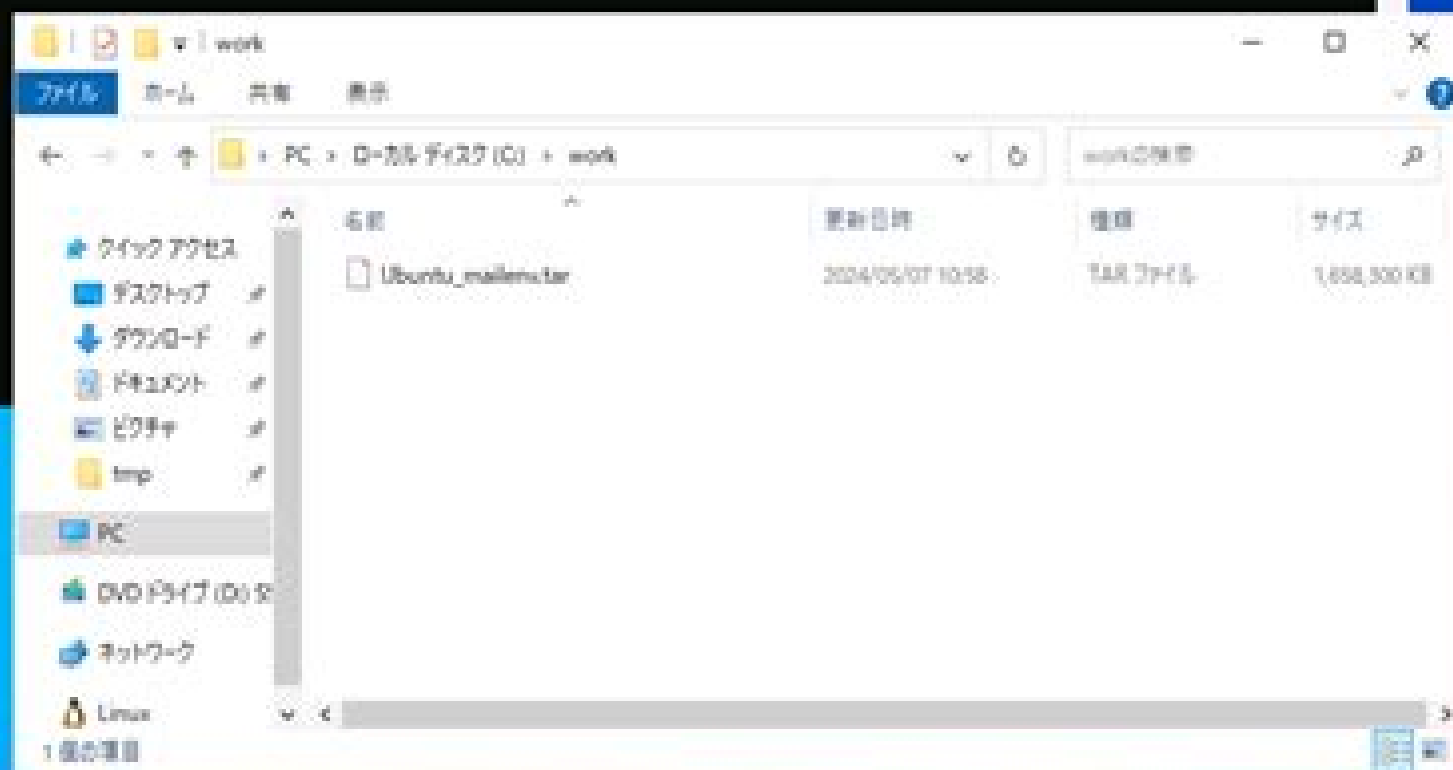 work
ファイル ホーム 共有 表示
PC › ローカル ディスク (C:) › work workの検索
名前 更新日時 種類 サイズ
Ubuntu_mailenv.tar 2024/05/07 10:58 TAR ファイル 1,658,300 KB
クイック アクセス
デスクトップ
ダウンロード
ドキュメント
ピクチャ
tmp
PC
DVD ドライブ (D:)
ネットワーク
Linux
1 個の項目